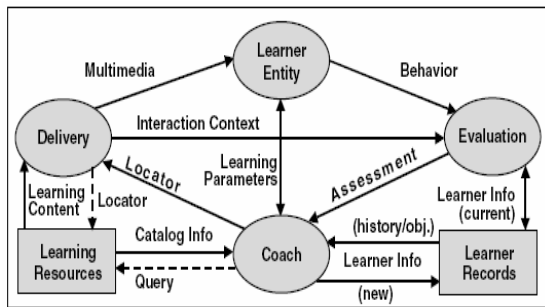 Learner
Entity
Multimedia
Behavior
Delivery
Interaction Context
Evaluation
Learning
Parameters
Locator
Assessment
Learning
Content
Locator
Learner Info
(current)
Learning
Resources
Catalog Info
Query
Coach
(history/obj.)
Learner Info
(new)
Learner
Records